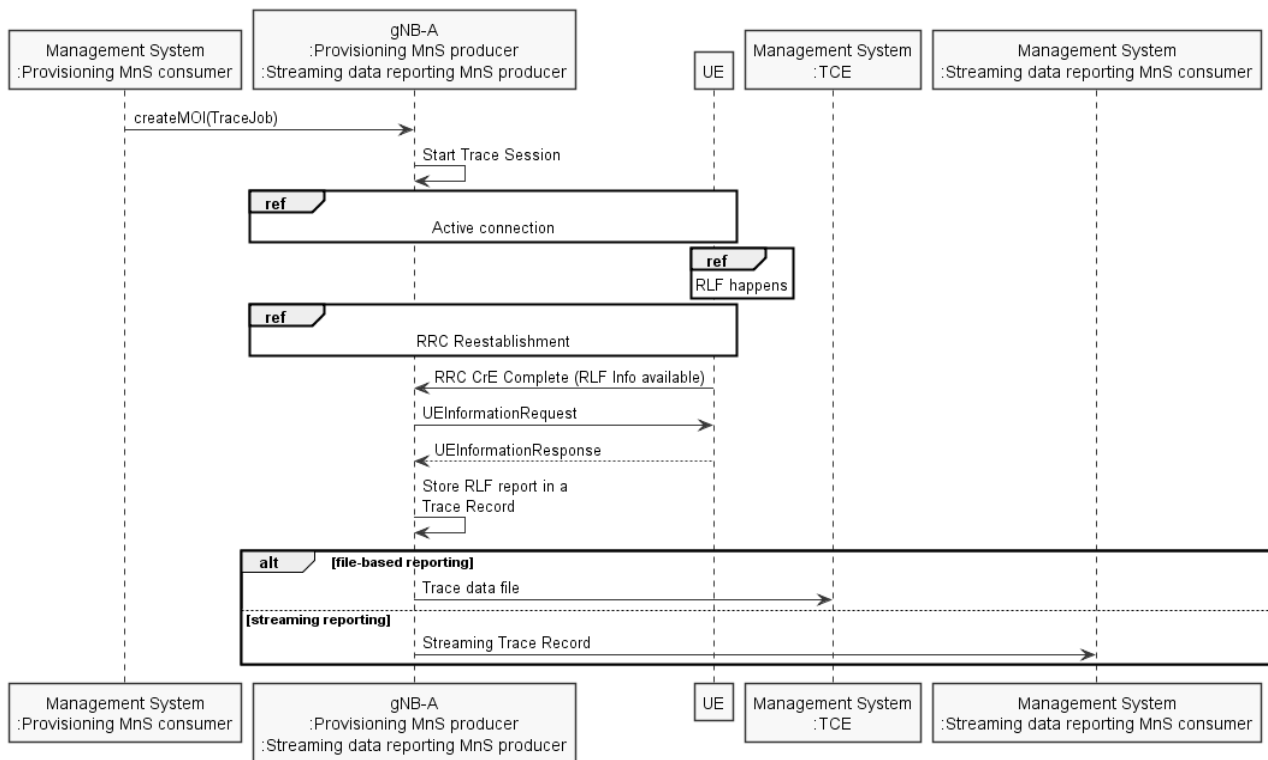 Management System
:Provisioning MnS consumer
gNB-A
:Provisioning MnS producer
:Streaming data reporting MnS producer
UE
Management System
:TCE
Management System
:Streaming data reporting MnS consumer
createMOI(TraceJob)
Start Trace Session
ref
Active connection
ref
RLF happens
ref
RRC Reestablishment
RRC CrE Complete (RLF Info available)
UEInformationRequest
UEInformationResponse
Store RLF report in a
Trace Record
alt [file-based reporting]
Trace data file
[streaming reporting]
Streaming Trace Record
Management System
:Provisioning MnS consumer
gNB-A
:Provisioning MnS producer
:Streaming data reporting MnS producer
UE
Management System
:TCE
Management System
:Streaming data reporting MnS consumer